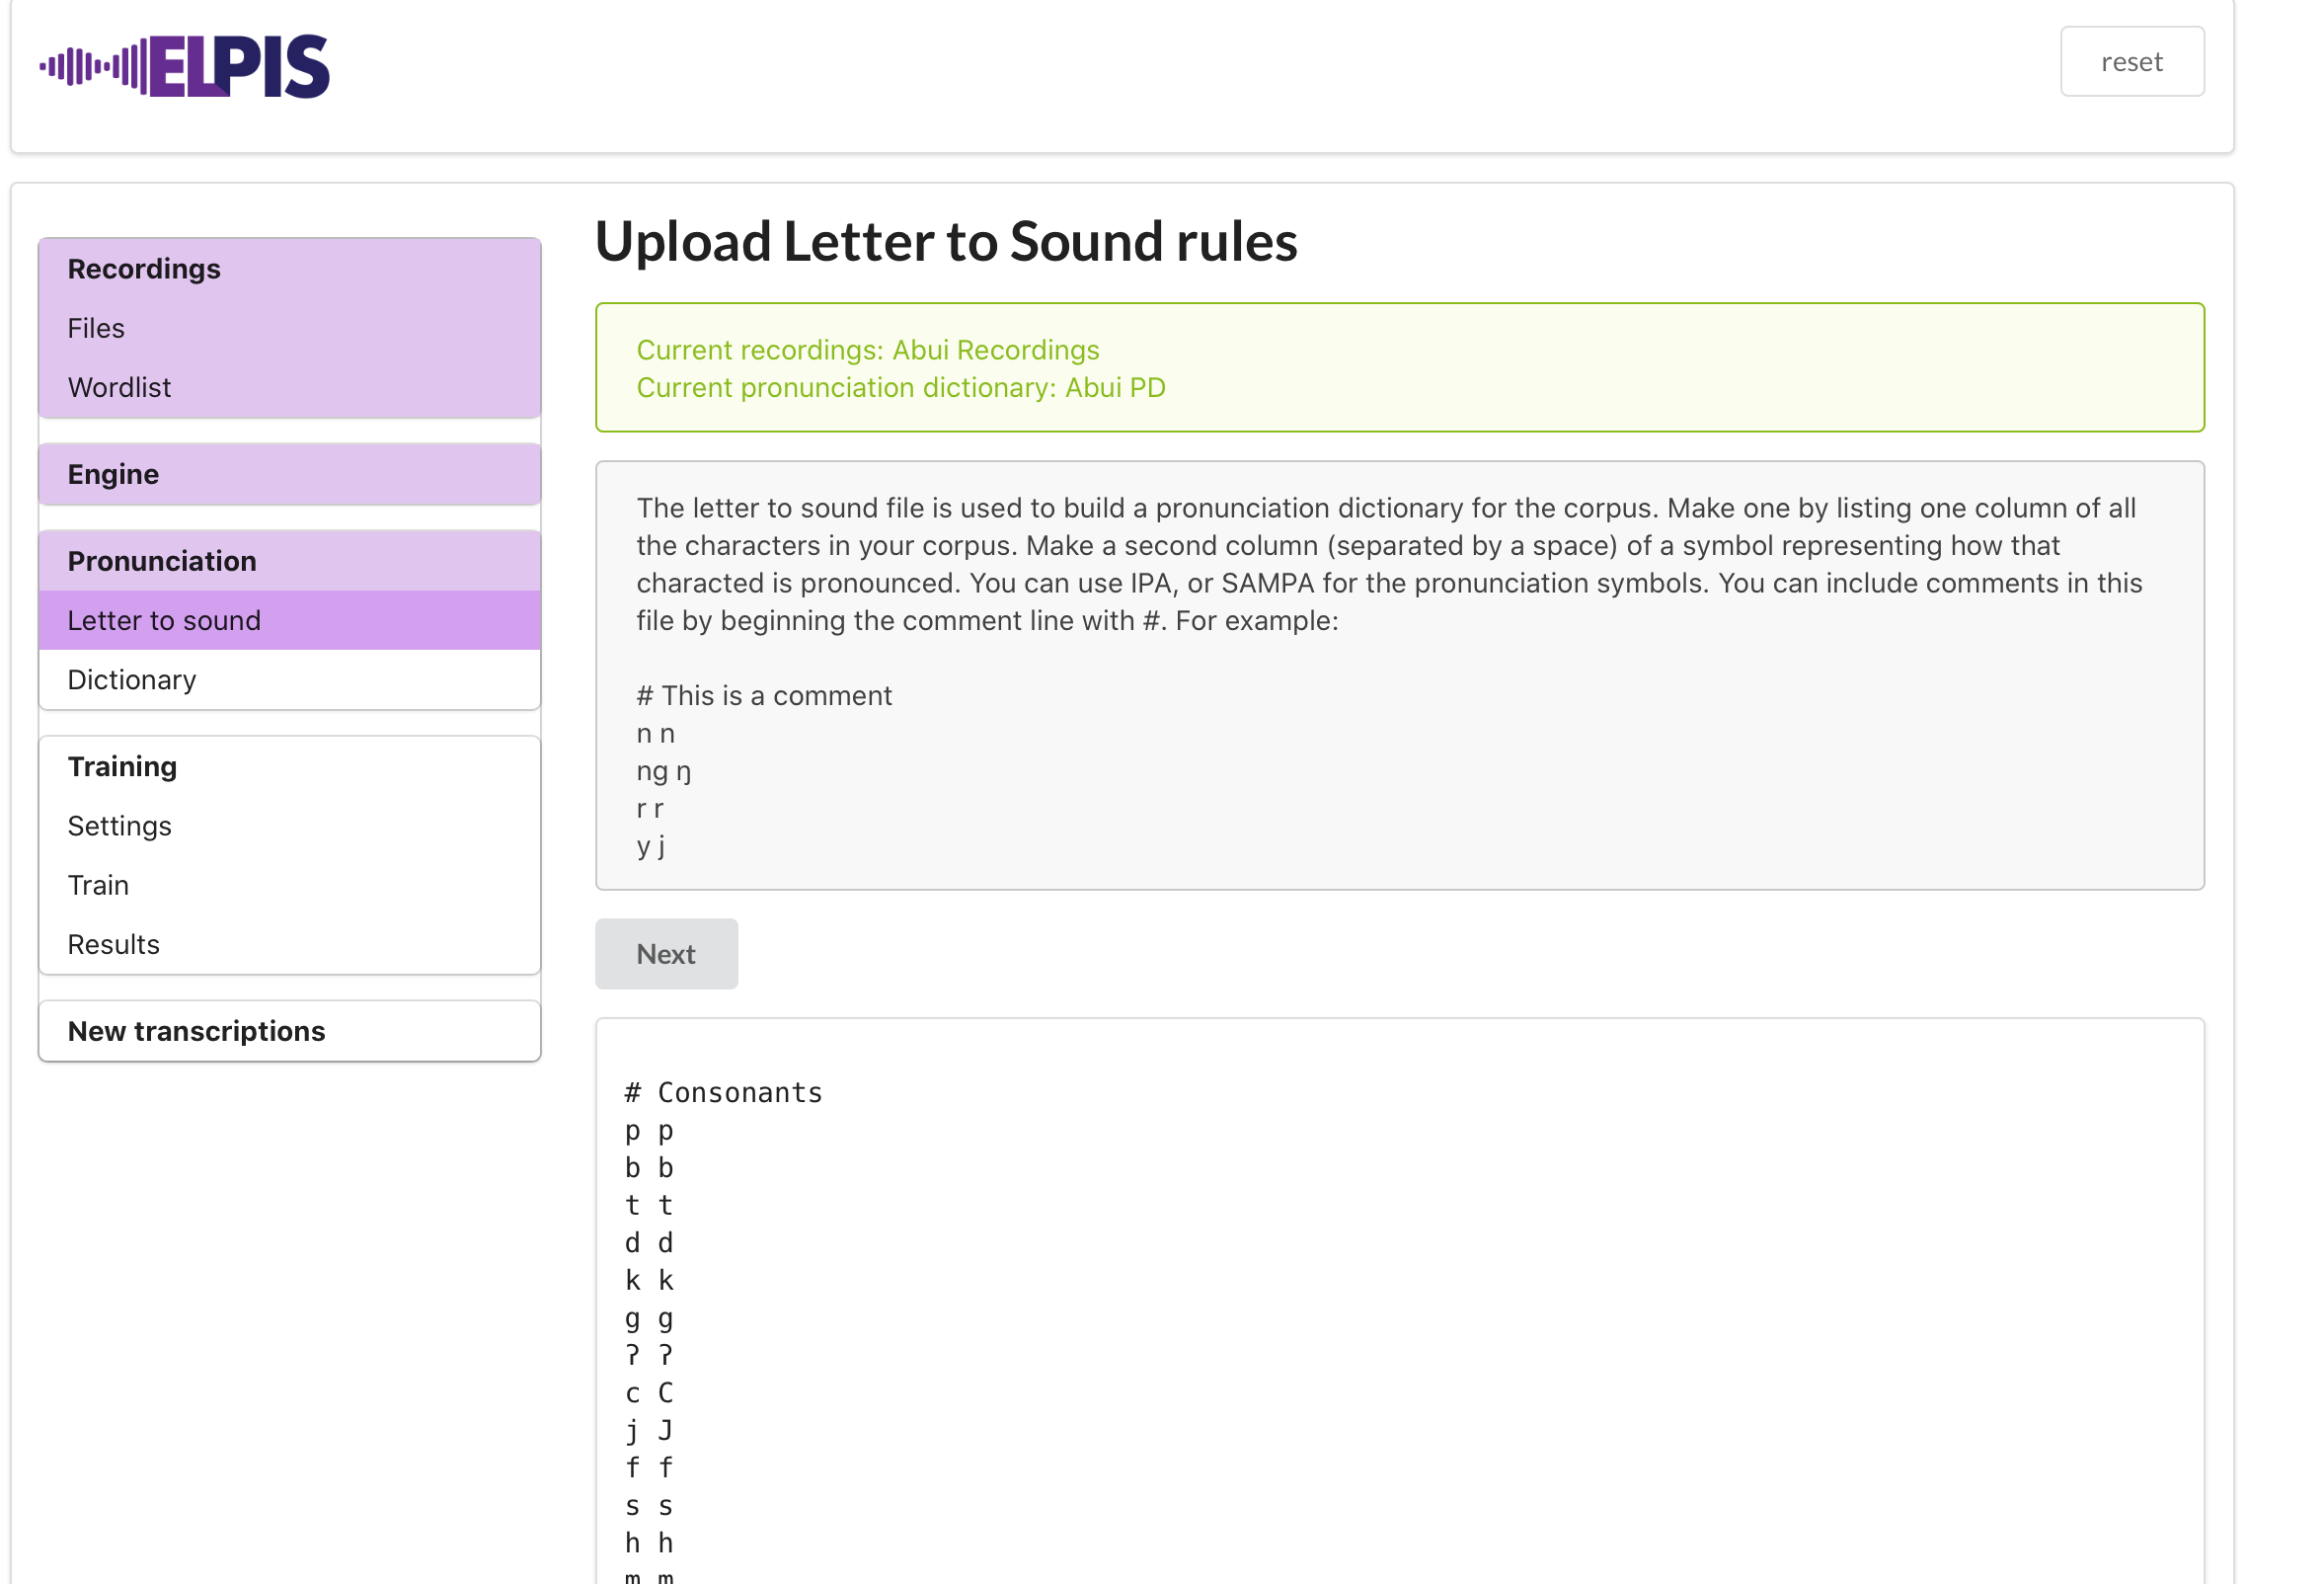 ELPIS
reset
Recordings
Files
Wordlist
Engine
Pronunciation
Letter to sound
Dictionary
Training
Settings
Train
Results
New transcriptions
Upload Letter to Sound rules
Current recordings: Abui Recordings
Current pronunciation dictionary: Abui PD
The letter to sound file is used to build a pronunciation dictionary for the corpus. Make one by listing one column of all
the characters in your corpus. Make a second column (separated by a space) of a symbol representing how that
characted is pronounced. You can use IPA, or SAMPA for the pronunciation symbols. You can include comments in this
file by beginning the comment line with #. For example:
# This is a comment
n n
ng ŋ
r r
y j
Next
# Consonants
p p
b b
t t
d d
k k
g g
ʔ ʔ
c C
j J
f f
s s
h h
m m